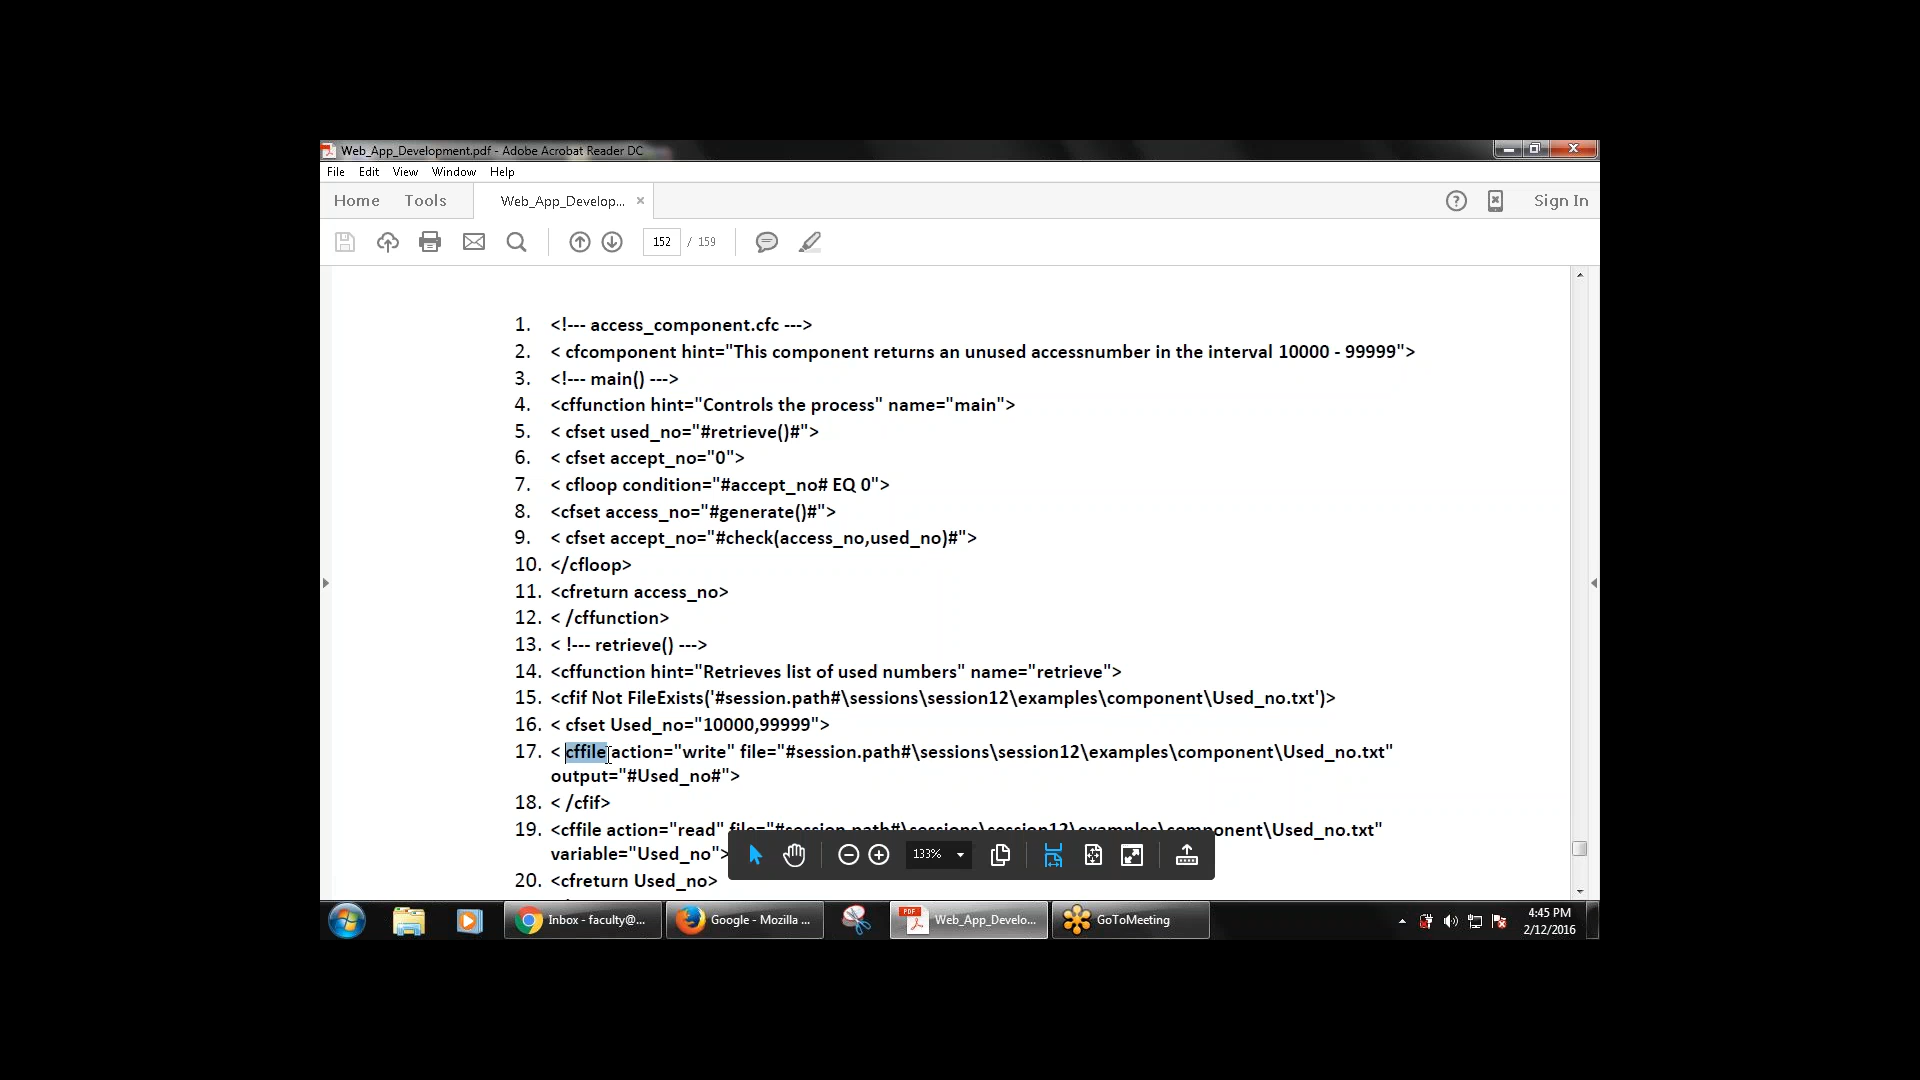 Web_App_Development.pdf - Adobe Acrobat Reader DC
File Edit View Window Help
Home Tools Web_App_Develop... × Sign In
152 / 159
1. <!--- access_component.cfc --->
2. < cfcomponent hint="This component returns an unused accessnumber in the interval 10000 - 99999">
3. <!--- main() --->
4. <cffunction hint="Controls the process" name="main">
5. < cfset used_no="#retrieve()#">
6. < cfset accept_no="0">
7. < cfloop condition="#accept_no# EQ 0">
8. <cfset access_no="#generate()#">
9. < cfset accept_no="#check(access_no,used_no)#">
10. </cfloop>
11. <cfreturn access_no>
12. < /cffunction>
13. < !--- retrieve() --->
14. <cffunction hint="Retrieves list of used numbers" name="retrieve">
15. <cfif Not FileExists('#session.path#\sessions\session12\examples\component\Used_no.txt')>
16. < cfset Used_no="10000,99999">
17. < cffile action="write" file="#session.path#\sessions\session12\examples\component\Used_no.txt"
output="#Used_no#">
18. < /cfif>
19. <cffile action="read" file="#session.path#\sessions\session12\examples\component\Used_no.txt"
variable="Used_no">
20. <cfreturn Used_no>
133%
Inbox - faculty@... Google - Mozilla ... Web_App_Develo... GoToMeeting
4:45 PM
2/12/2016